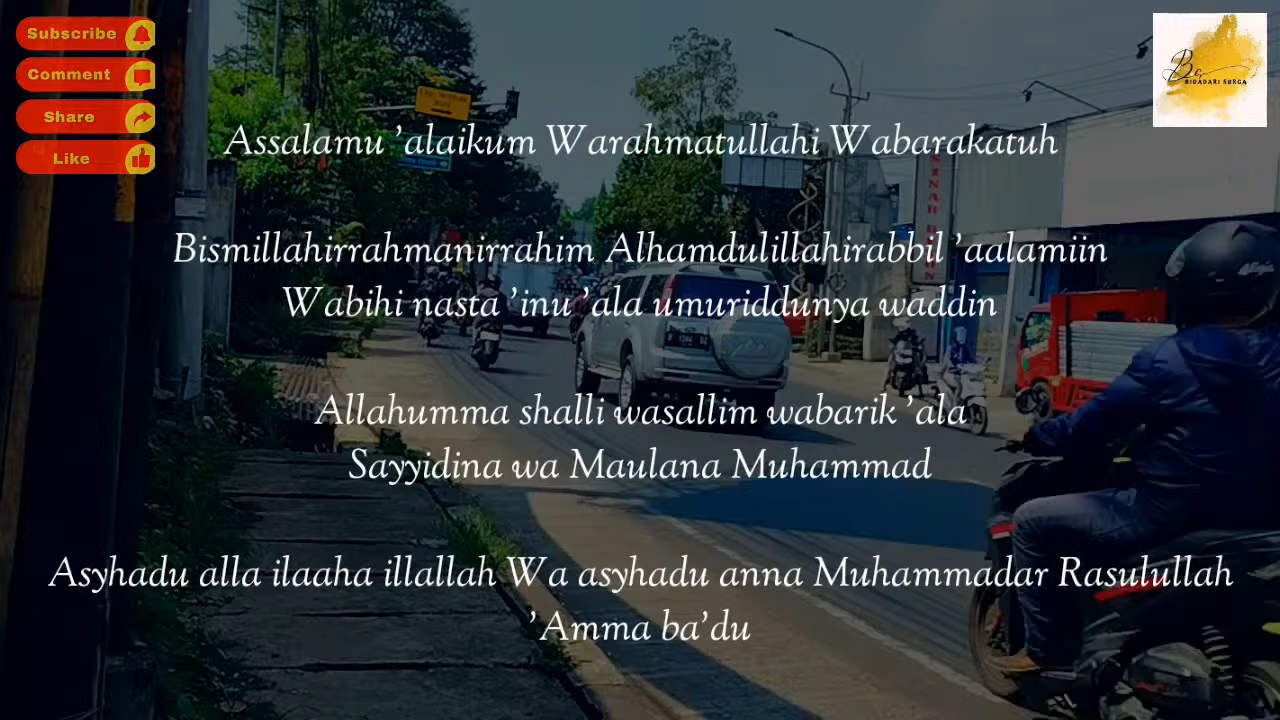 Subscribe
Comment
Share
Like
BIDADARI SURGA
Assalamu 'alaikum Warahmatullahi Wabarakatuh
Bismillahirrahmanirrahim Alhamdulillahirabbil 'aalamiin
Wabihi nasta 'inu 'ala umuriddunya waddin
Allahumma shalli wasallim wabarik 'ala
Sayyidina wa Maulana Muhammad
Asyhadu alla ilaaha illallah Wa asyhadu anna Muhammadar Rasulullah
'Amma ba'du